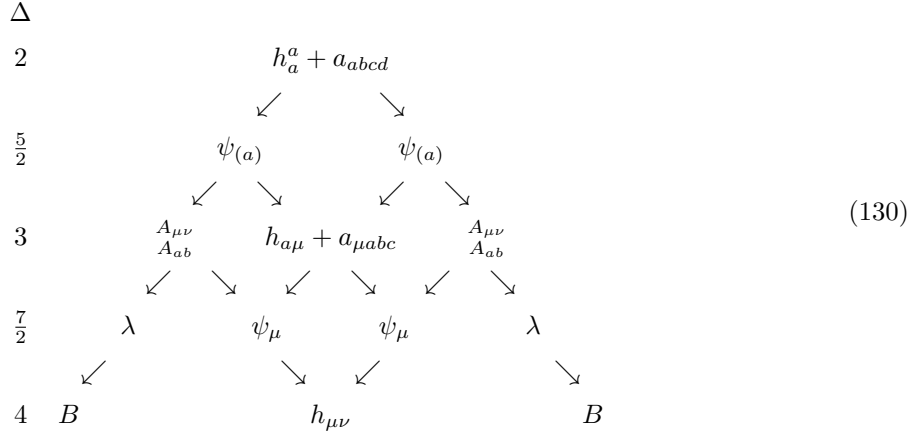 Δ
2 h^a_a + a_{abcd}
5/2 ψ_{(a)} ψ_{(a)}
3 A_{μν} A_{ab} h_{aμ} + a_{μabc} A_{μν} A_{ab} (130)
7/2 λ ψ_μ ψ_μ λ
4 B h_{μν} B